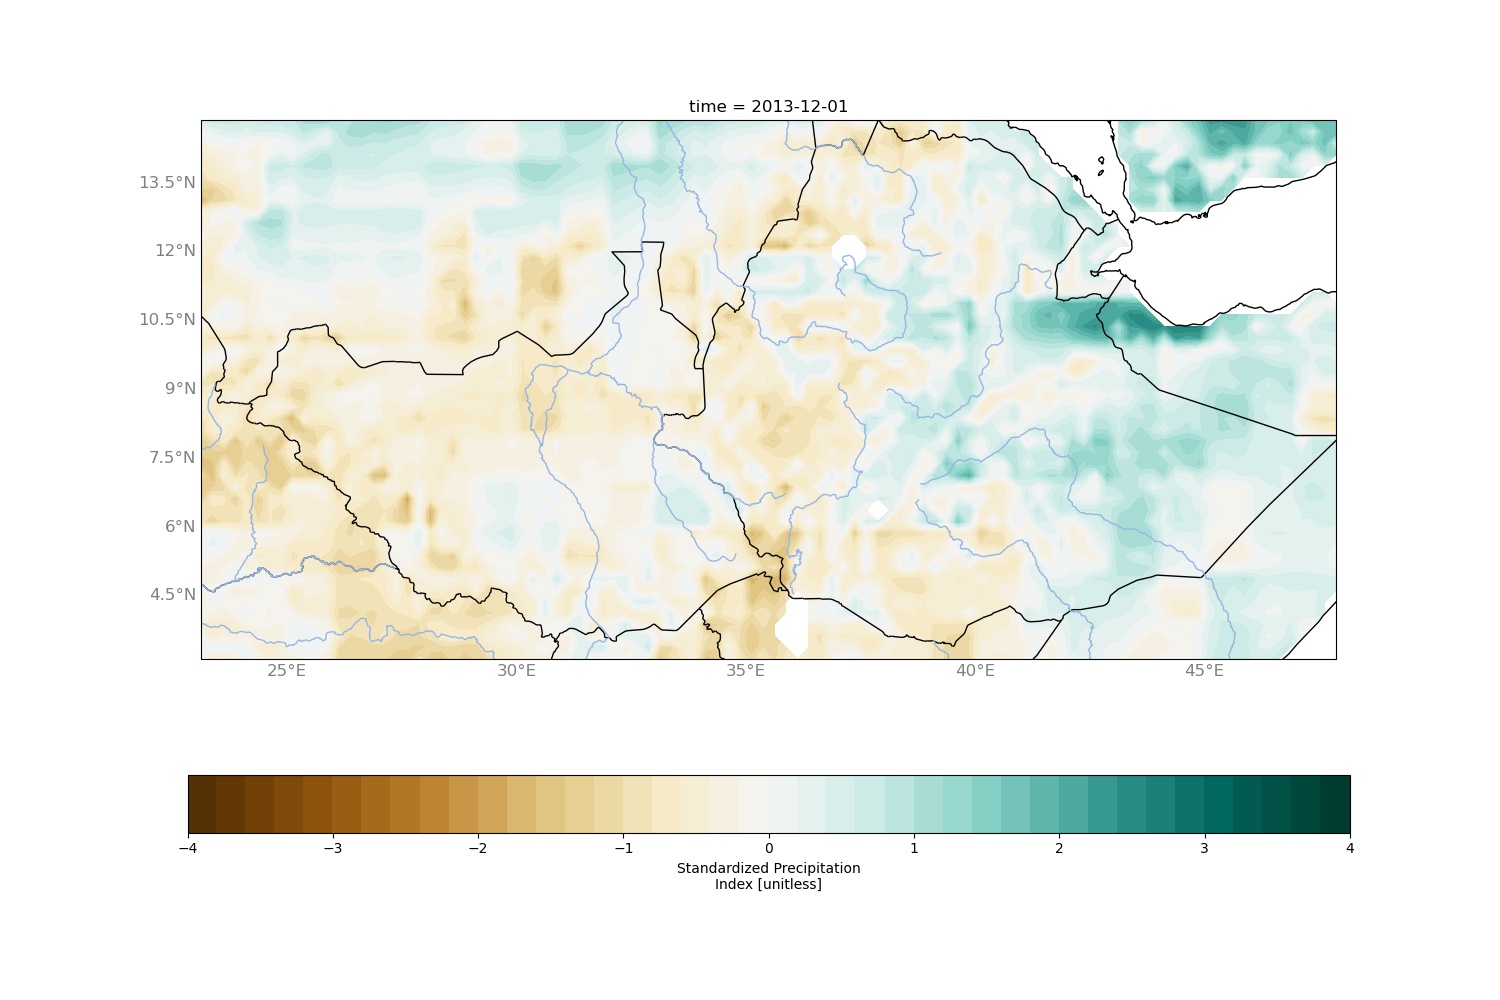 time = 2013-12-01
13.5°N
12°N
10.5°N
9°N
7.5°N
6°N
4.5°N
25°E 30°E 35°E 40°E 45°E
−4 −3 −2 −1 0 1 2 3 4
Standardized Precipitation
Index [unitless]